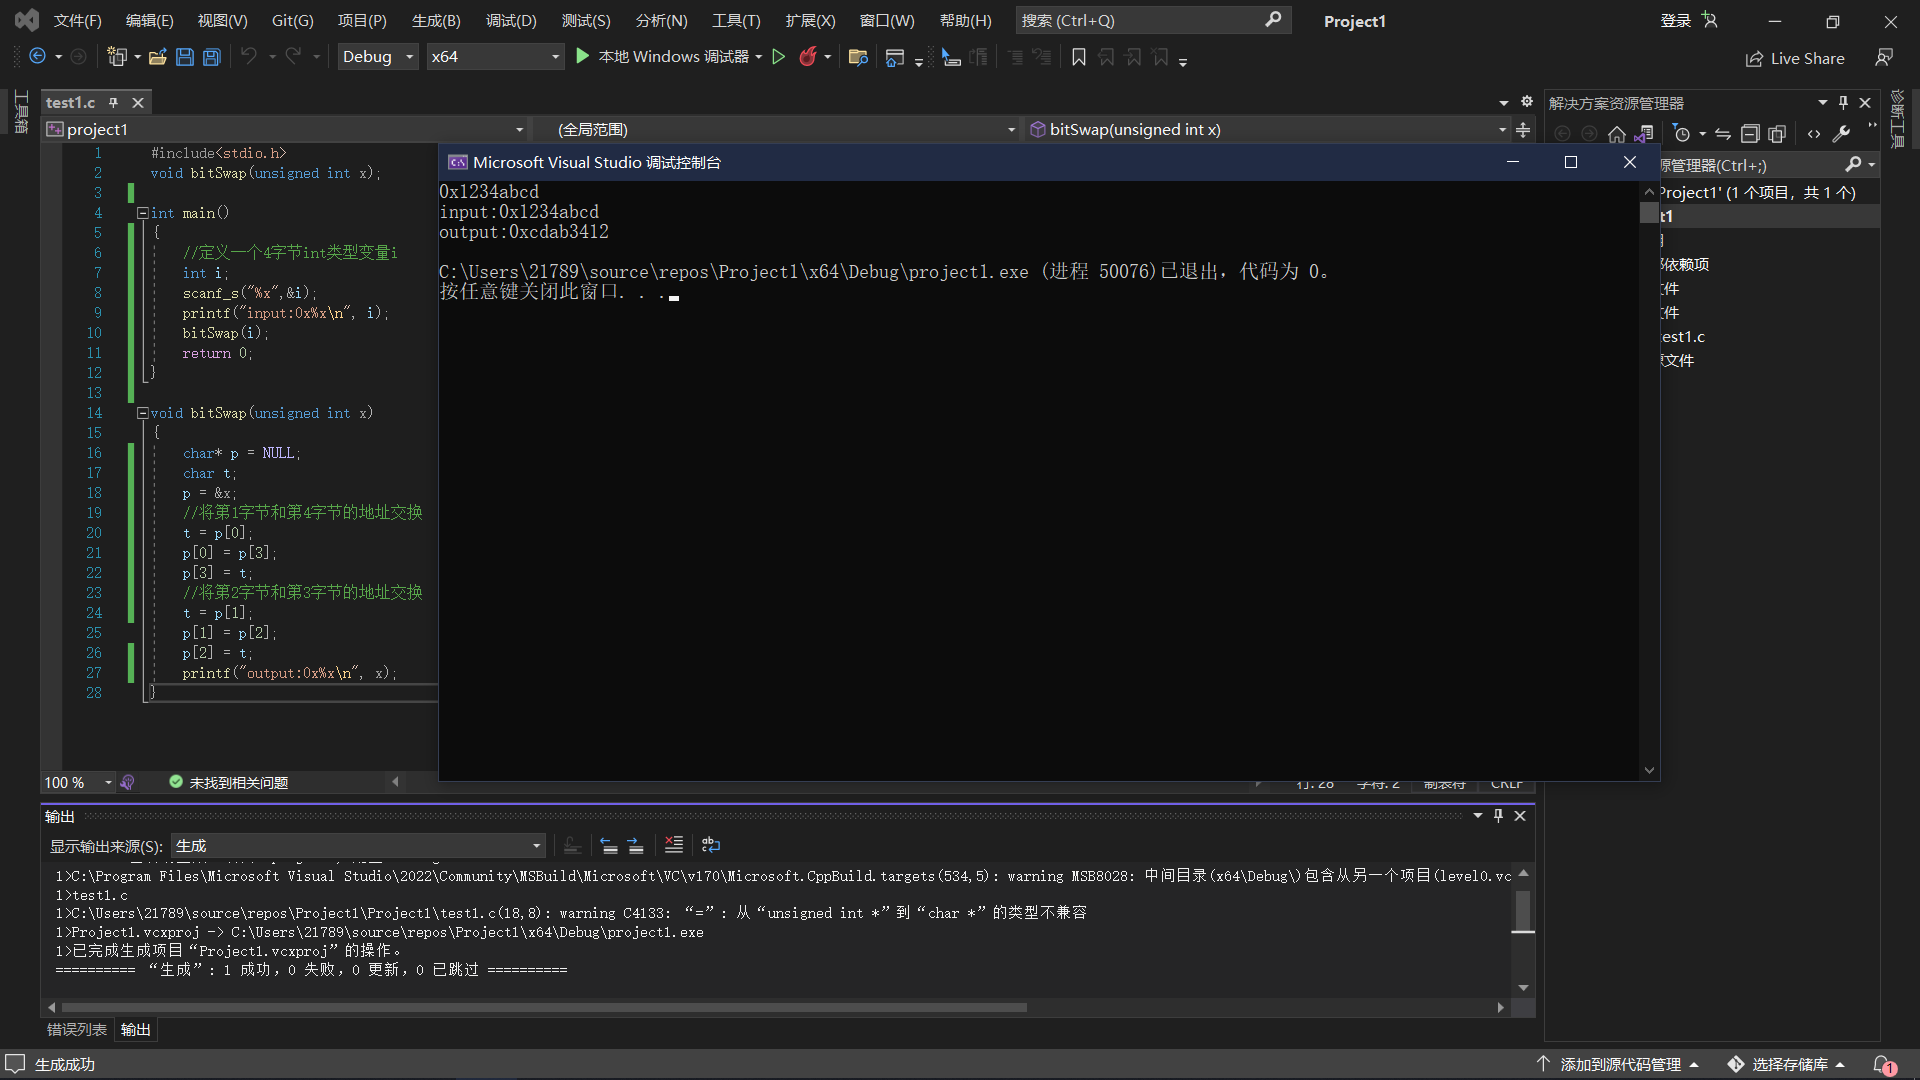 文件(F) 编辑(E) 视图(V) Git(G) 项目(P) 生成(B) 调试(D) 测试(S) 分析(N) 工具(T) 扩展(X) 窗口(W) 帮助(H) 搜索 (Ctrl+Q) Project1 登录
Debug x64 本地 Windows 调试器 Live Share
工具箱
test1.c
project1 (全局范围) bitSwap(unsigned int x)
1 #include<stdio.h>
2 void bitSwap(unsigned int x);
3
4 int main()
5 {
6 //定义一个4字节int类型变量i
7 int i;
8 scanf_s("%x",&i);
9 printf("input:0x%x\n", i);
10 bitSwap(i);
11 return 0;
12 }
13
14 void bitSwap(unsigned int x)
15 {
16 char* p = NULL;
17 char t;
18 p = &x;
19 //将第1字节和第4字节的地址交换
20 t = p[0];
21 p[0] = p[3];
22 p[3] = t;
23 //将第2字节和第3字节的地址交换
24 t = p[1];
25 p[1] = p[2];
26 p[2] = t;
27 printf("output:0x%x\n", x);
28 }
Microsoft Visual Studio 调试控制台
0x1234abcd
input:0x1234abcd
output:0xcdab3412
C:\Users\21789\source\repos\Project1\x64\Debug\project1.exe (进程 50076)已退出，代码为 0。
按任意键关闭此窗口. . .
解决方案资源管理器
源管理器(Ctrl+;)
Project1' (1 个项目，共 1 个)
t1
依赖项
文件
文件
test1.c
文件
诊断工具
100 % 未找到相关问题 行: 28 字符: 2 制表符 CRLF
输出
显示输出来源(S): 生成
1>C:\Program Files\Microsoft Visual Studio\2022\Community\MSBuild\Microsoft\VC\v170\Microsoft.CppBuild.targets(534,5): warning MSB8028: 中间目录(x64\Debug\)包含从另一个项目(level0.vc
1>test1.c
1>C:\Users\21789\source\repos\Project1\Project1\test1.c(18,8): warning C4133: “=”: 从“unsigned int *”到“char *”的类型不兼容
1>Project1.vcxproj -> C:\Users\21789\source\repos\Project1\x64\Debug\project1.exe
1>已完成生成项目“Project1.vcxproj”的操作。
========== “生成”: 1 成功，0 失败，0 更新，0 已跳过 ==========
错误列表 输出
生成成功 添加到源代码管理 选择存储库 1